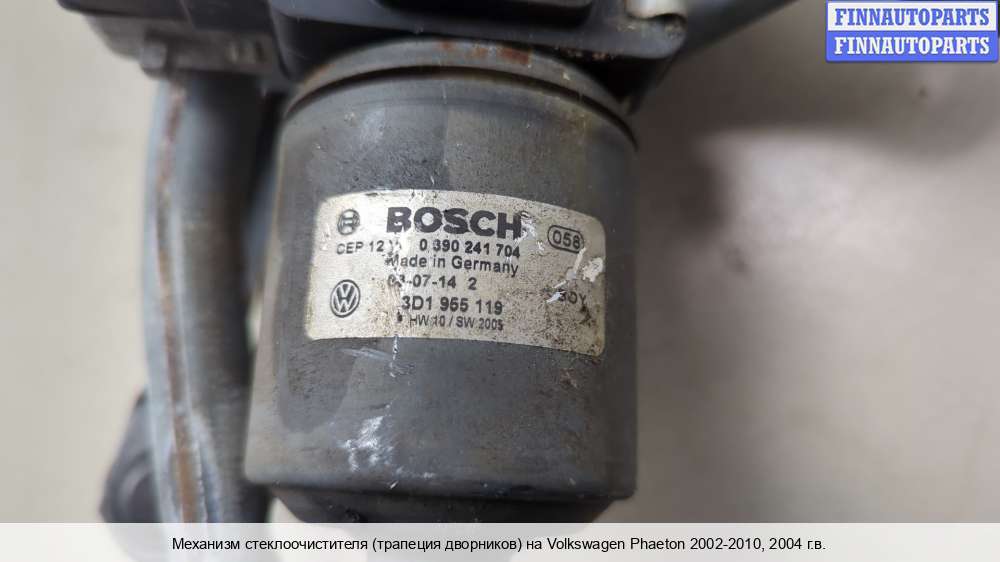 FINNAUTOPARTS
FINNAUTOPARTS
BOSCH
058
CEP 12 0 390 241 704
Made in Germany
03-07-14 2
3D1 955 119
HW 10 / SW 2005
Механизм стеклоочистителя (трапеция дворников) на Volkswagen Phaeton 2002-2010, 2004 г.в.